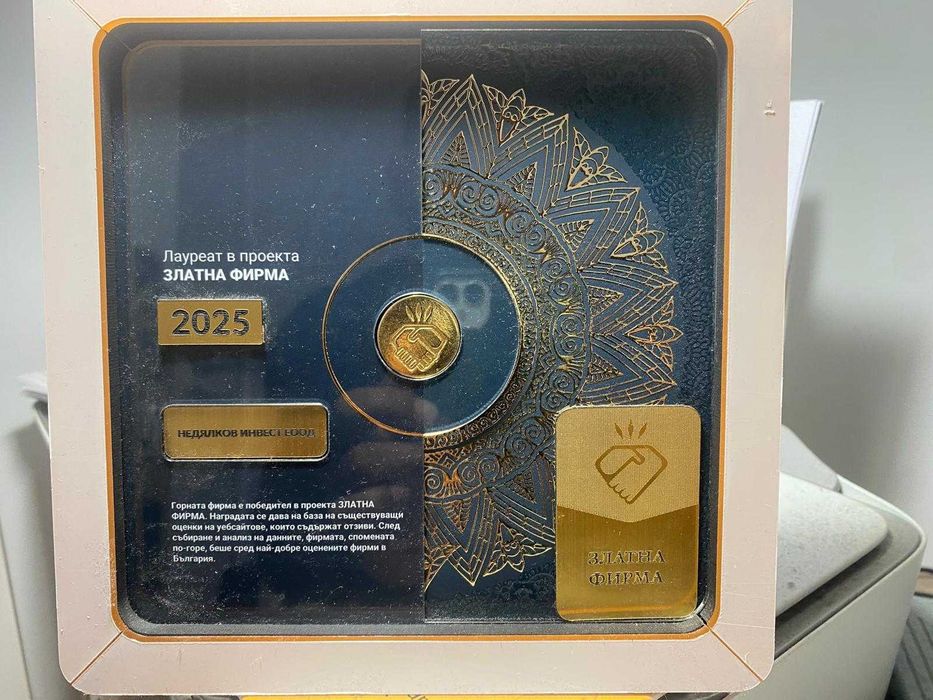 Лауреат в проекта
ЗЛАТНА ФИРМА
2025
НЕДЯЛКОВ ИНВЕСТ ЕООД
Горната фирма е победител в проекта ЗЛАТНА
ФИРМА. Наградата се дава на база на съществуващи
оценки на уебсайтове, които съдържат отзиви. След
събиране и анализ на данните, фирмата, спомената
по-горе, беше сред най-добре оценените фирми в
България.
ЗЛАТНА
ФИРМА